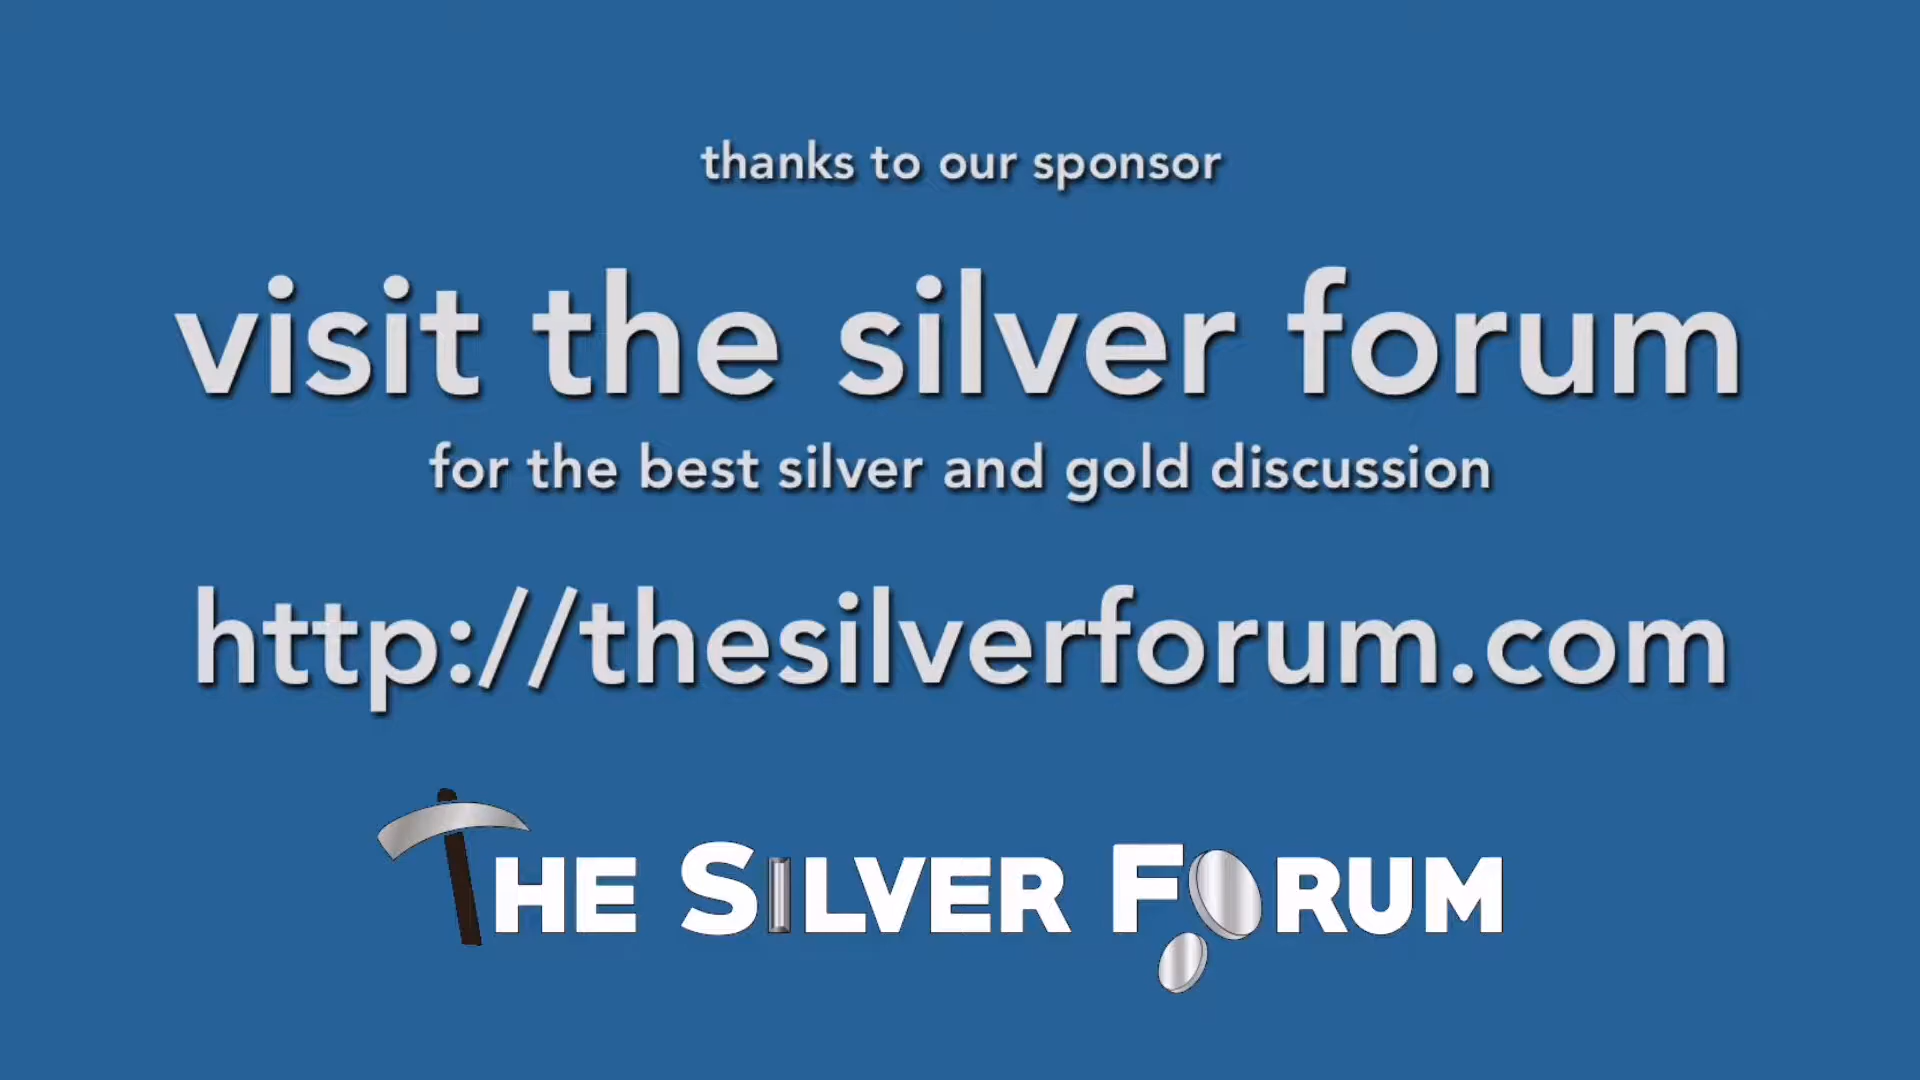 thanks to our sponsor
visit the silver forum
for the best silver and gold discussion
http://thesilverforum.com
THE SILVER FORUM